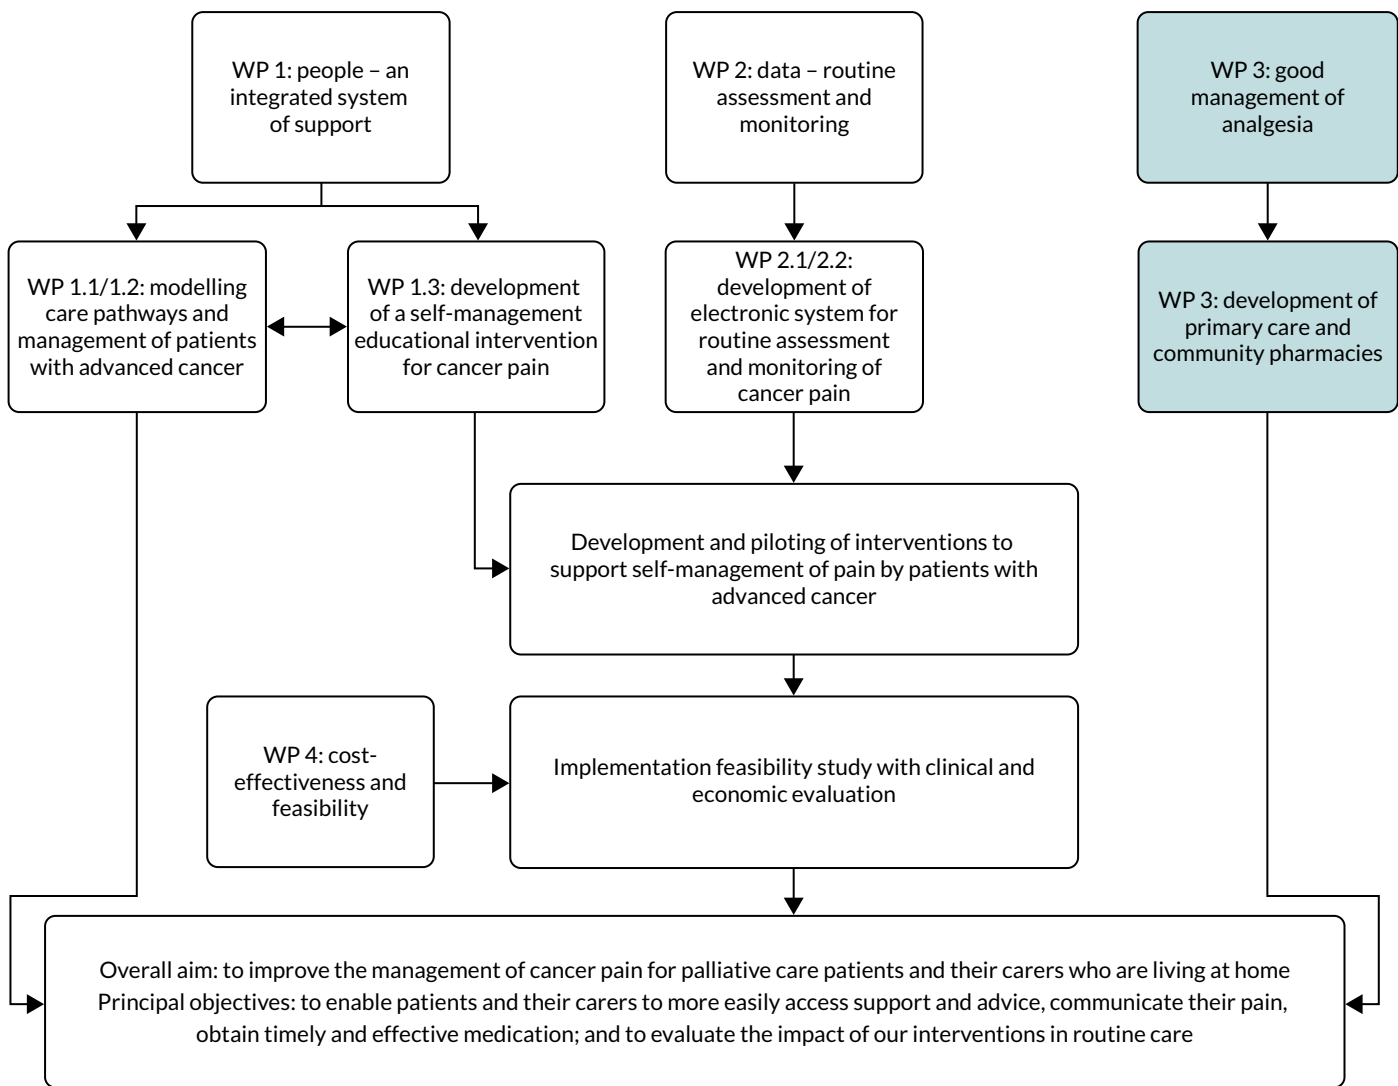 WP 1: people – an
integrated system
of support
WP 2: data – routine
assessment and
monitoring
WP 3: good
management of
analgesia
WP 1.1/1.2: modelling
care pathways and
management of patients
with advanced cancer
WP 1.3: development
of a self-management
educational intervention
for cancer pain
WP 2.1/2.2:
development of
electronic system for
routine assessment
and monitoring of
cancer pain
WP 3: development of
primary care and
community pharmacies
Development and piloting of interventions to
support self-management of pain by patients with
advanced cancer
WP 4: cost-
effectiveness and
feasibility
Implementation feasibility study with clinical and
economic evaluation
Overall aim: to improve the management of cancer pain for palliative care patients and their carers who are living at home
Principal objectives: to enable patients and their carers to more easily access support and advice, communicate their pain,
obtain timely and effective medication; and to evaluate the impact of our interventions in routine care